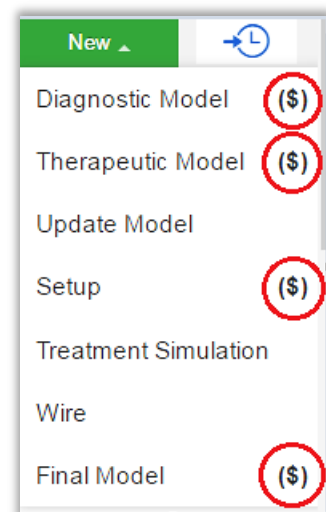 New
Diagnostic Model ($)
Therapeutic Model ($)
Update Model
Setup ($)
Treatment Simulation
Wire
Final Model ($)